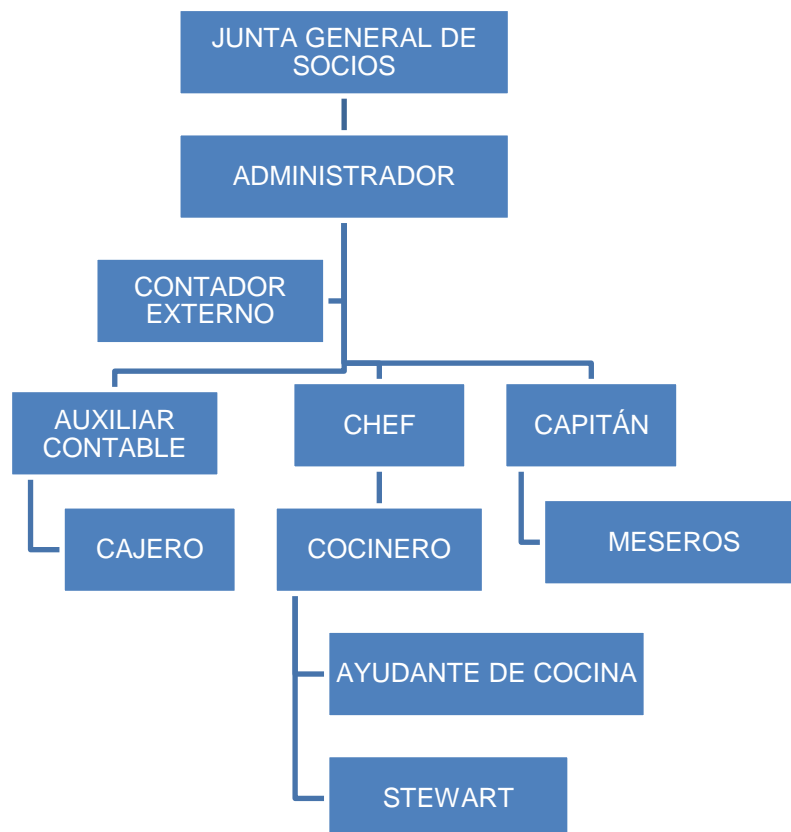 JUNTA GENERAL DE
SOCIOS
ADMINISTRADOR
CONTADOR
EXTERNO
AUXILIAR
CONTABLE
CHEF
CAPITÁN
CAJERO
COCINERO
MESEROS
AYUDANTE DE COCINA
STEWART